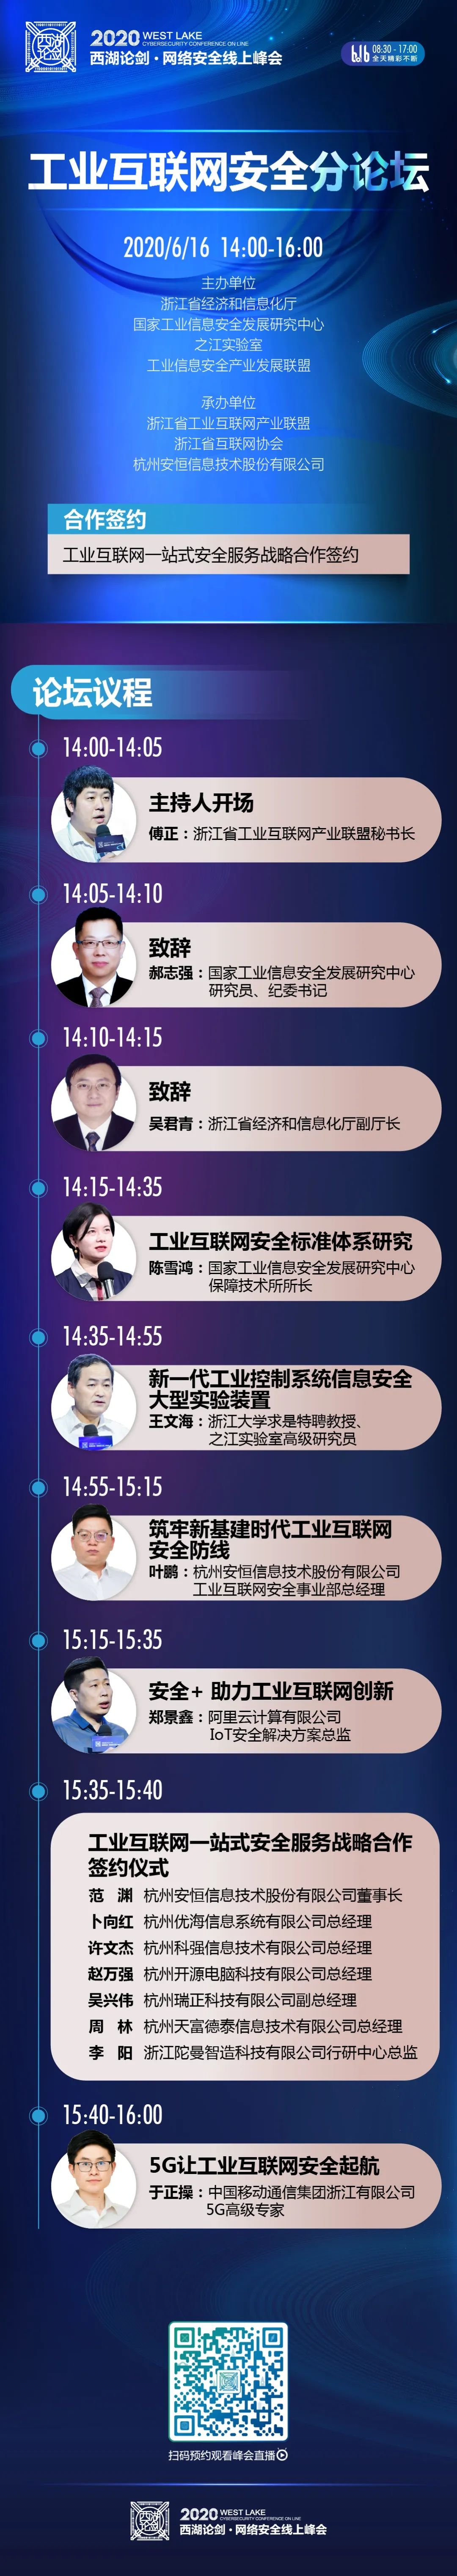 2020 WEST LAKE
CYBERSECURITY CONFERENCE ON LINE
西湖论剑·网络安全线上峰会
6.16 08:30 - 17:00
全天精彩不断
工业互联网安全分论坛
2020/6/16 14:00-16:00
主办单位
浙江省经济和信息化厅
国家工业信息安全发展研究中心
之江实验室
工业信息安全产业发展联盟
承办单位
浙江省工业互联网产业联盟
浙江省互联网协会
杭州安恒信息技术股份有限公司
合作签约
工业互联网一站式安全服务战略合作签约
论坛议程
14:00-14:05
主持人开场
傅正：浙江省工业互联网产业联盟秘书长
14:05-14:10
致辞
郝志强：国家工业信息安全发展研究中心
研究员、纪委书记
14:10-14:15
致辞
吴君青：浙江省经济和信息化厅副厅长
14:15-14:35
工业互联网安全标准体系研究
陈雪鸿：国家工业信息安全发展研究中心
保障技术所所长
14:35-14:55
新一代工业控制系统信息安全
大型实验装置
王文海：浙江大学求是特聘教授、
之江实验室高级研究员
14:55-15:15
筑牢新基建时代工业互联网
安全防线
叶鹏：杭州安恒信息技术股份有限公司
工业互联网安全事业部总经理
15:15-15:35
安全+ 助力工业互联网创新
郑景鑫：阿里云计算有限公司
IoT安全解决方案总监
15:35-15:40
工业互联网一站式安全服务战略合作
签约仪式
范 渊 杭州安恒信息技术股份有限公司董事长
卜向红 杭州优海信息系统有限公司总经理
许文杰 杭州科强信息技术有限公司总经理
赵万强 杭州开源电脑科技有限公司总经理
吴兴伟 杭州瑞正科技有限公司副总经理
周 林 杭州天富德泰信息技术有限公司总经理
李 阳 浙江陀曼智造科技有限公司行研中心总监
15:40-16:00
5G让工业互联网安全起航
于正操：中国移动通信集团浙江有限公司
5G高级专家
扫码预约观看峰会直播
2020 WEST LAKE
CYBERSECURITY CONFERENCE ON LINE
西湖论剑·网络安全线上峰会